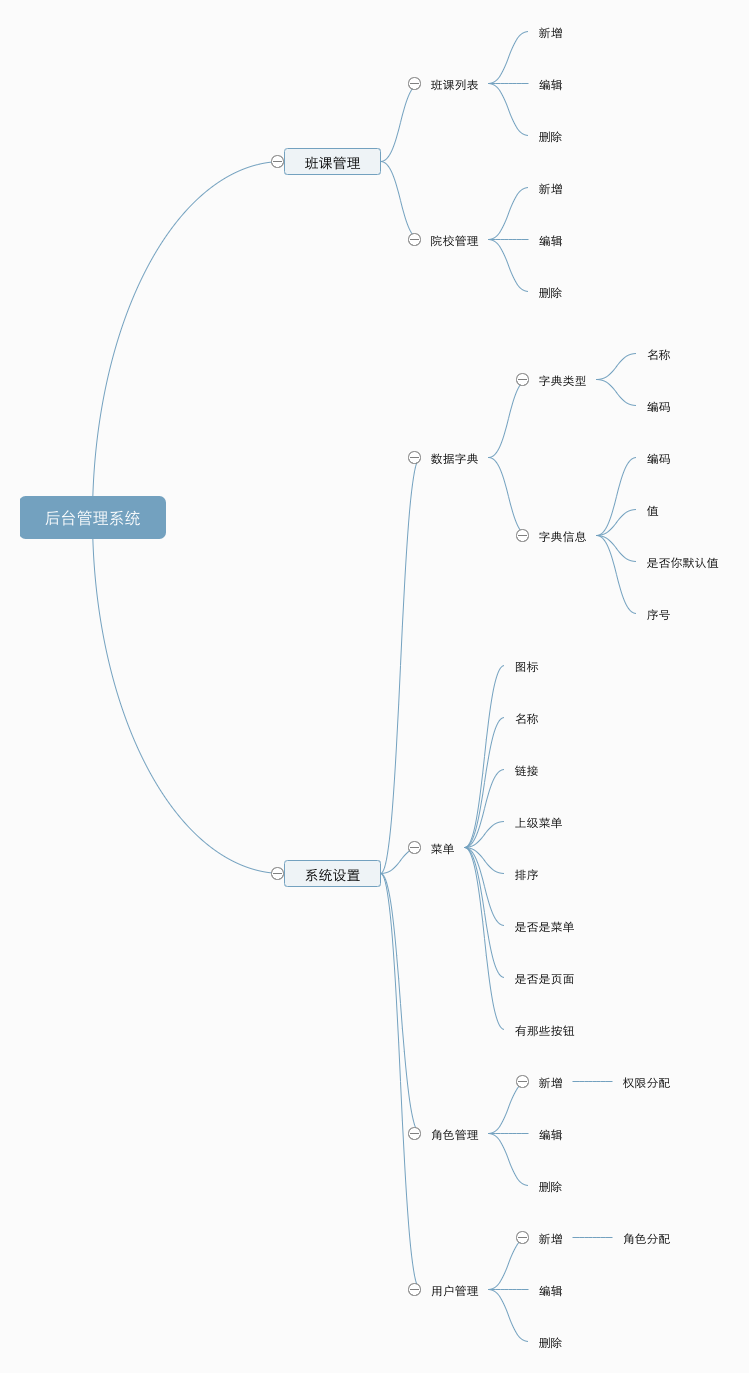 后台管理系统
班课管理
班课列表
新增
编辑
删除
院校管理
新增
编辑
删除
系统设置
数据字典
字典类型
名称
编码
字典信息
编码
值
是否你默认值
序号
菜单
图标
名称
链接
上级菜单
排序
是否是菜单
是否是页面
有那些按钮
角色管理
新增
权限分配
编辑
删除
用户管理
新增
角色分配
编辑
删除